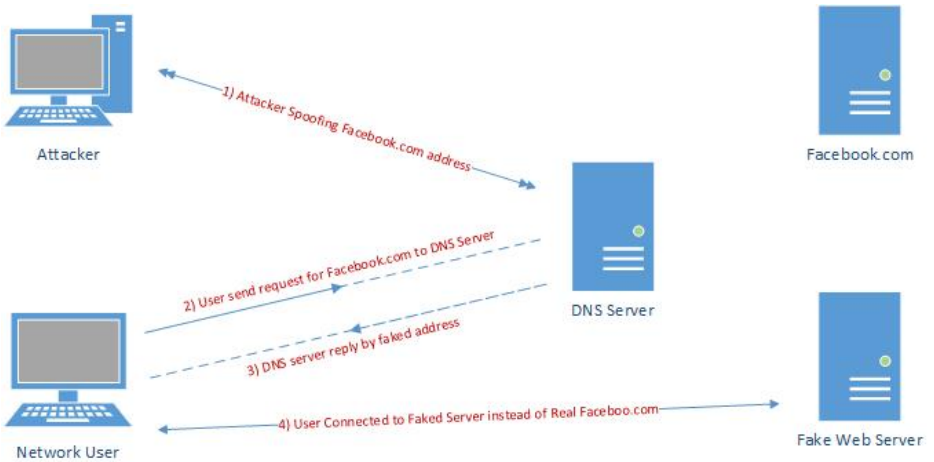 Attacker
1) Attacker Spoofing Facebook.com address
Facebook.com
2) User send request for Facebook.com to DNS Server
DNS Server
3) DNS server reply by faked address
4) User Connected to Faked Server instead of Real Faceboo.com
Network User
Fake Web Server